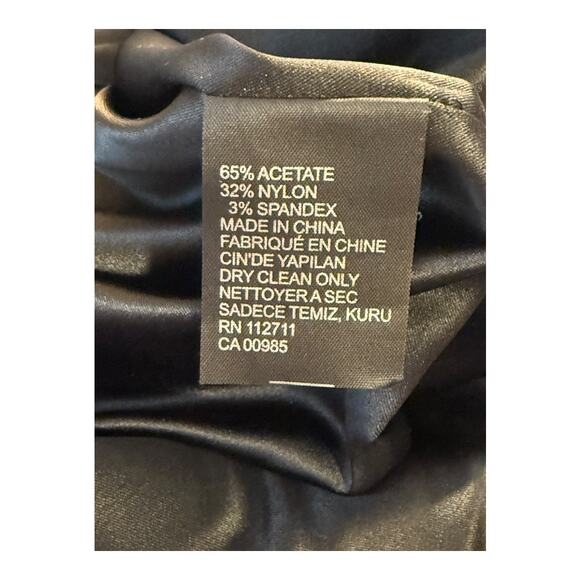 65% ACETATE
32% NYLON
3% SPANDEX
MADE IN CHINA
FABRIQUÉ EN CHINE
CIN'DE YAPILAN
DRY CLEAN ONLY
NETTOYER A SEC
SADECE TEMIZ, KURU
RN 112711
CA 00985